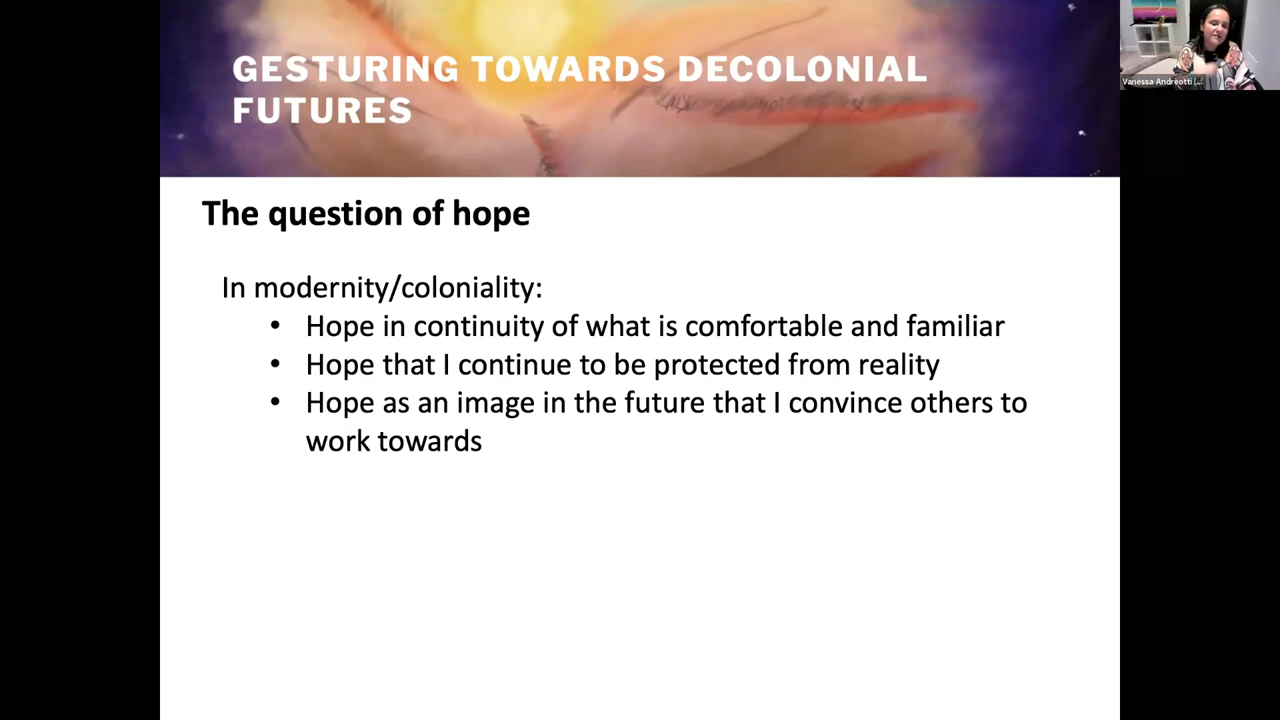 GESTURING TOWARDS DECOLONIAL
FUTURES
Vanessa Andreotti (...
The question of hope
In modernity/coloniality:
• Hope in continuity of what is comfortable and familiar
• Hope that I continue to be protected from reality
• Hope as an image in the future that I convince others to
work towards